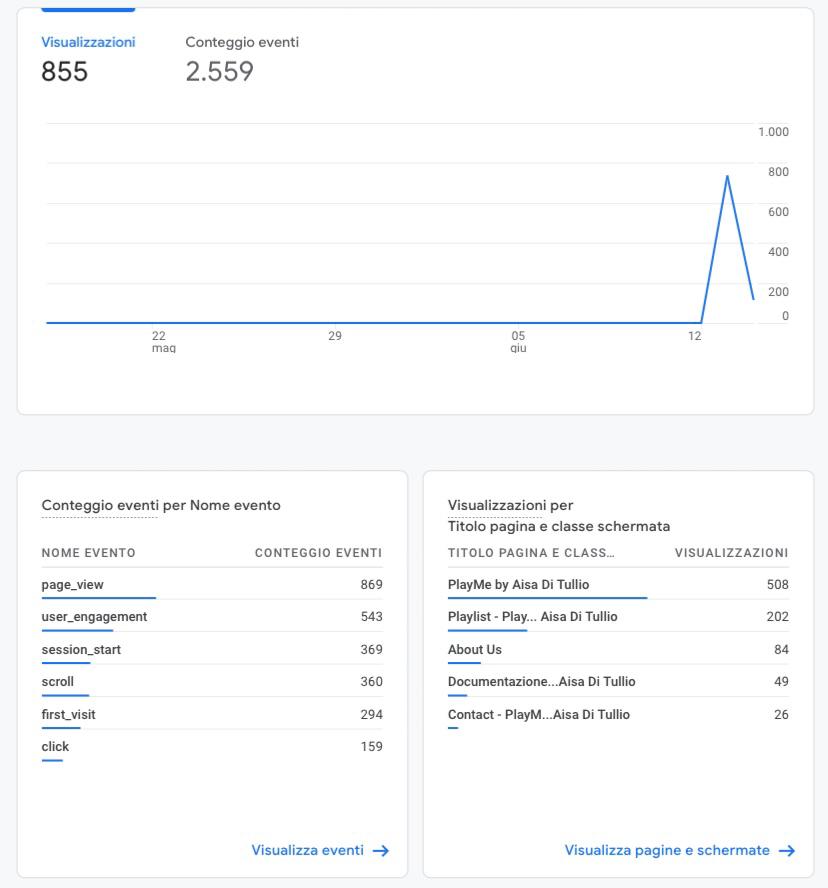 Visualizzazioni
855
Conteggio eventi
2.559
1.000
800
600
400
200
0
22
mag
29
05
giu
12
Conteggio eventi per Nome evento
NOME EVENTO CONTEGGIO EVENTI
page_view 869
user_engagement 543
session_start 369
scroll 360
first_visit 294
click 159
Visualizza eventi
Visualizzazioni per
Titolo pagina e classe schermata
TITOLO PAGINA E CLASS… VISUALIZZAZIONI
PlayMe by Aisa Di Tullio 508
Playlist - Play... Aisa Di Tullio 202
About Us 84
Documentazione...Aisa Di Tullio 49
Contact - PlayM...Aisa Di Tullio 26
Visualizza pagine e schermate